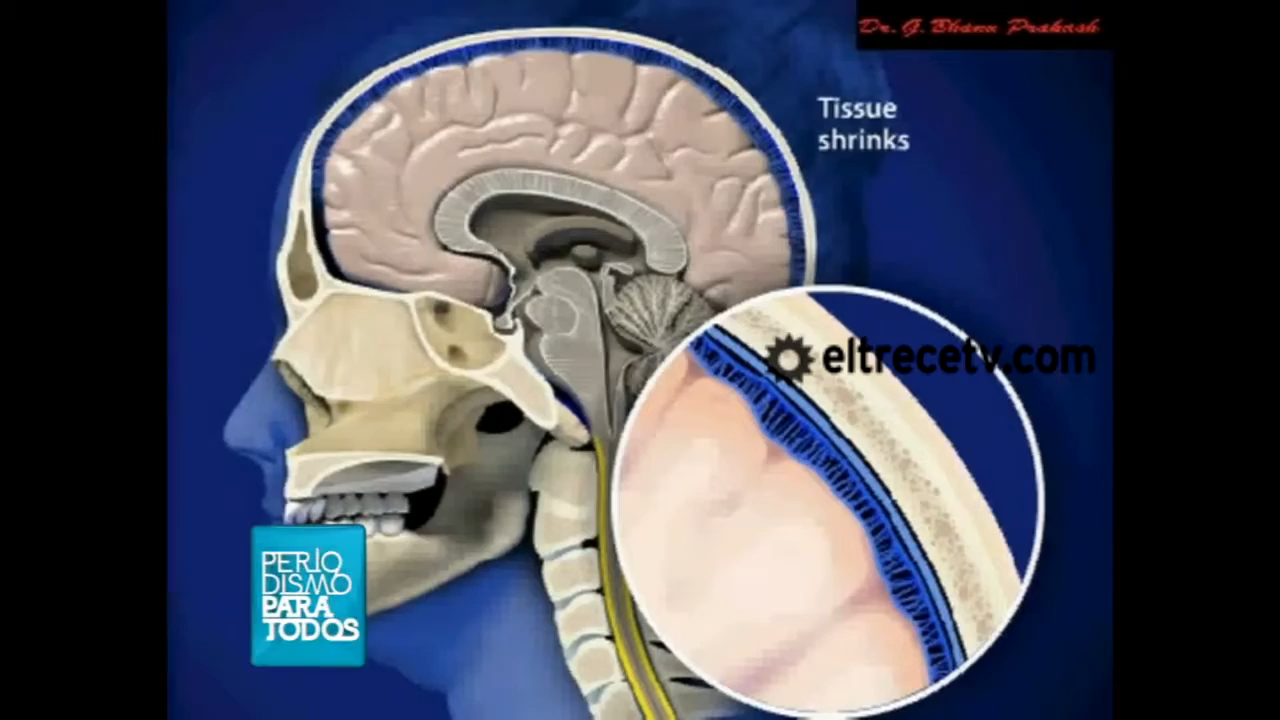 Dr. G. Bhanu Prakash
Tissue
shrinks
eltrecetv.com
PERIO
DISMO
PARA
TODOS